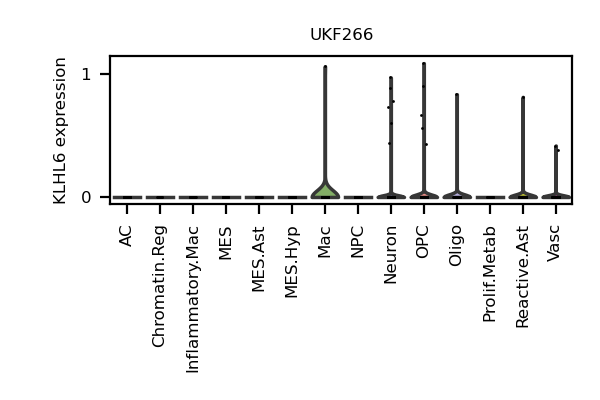 UKF266
KLHL6 expression
1
0
AC
Chromatin.Reg
Inflammatory.Mac
MES
MES.Ast
MES.Hyp
Mac
NPC
Neuron
OPC
Oligo
Prolif.Metab
Reactive.Ast
Vasc